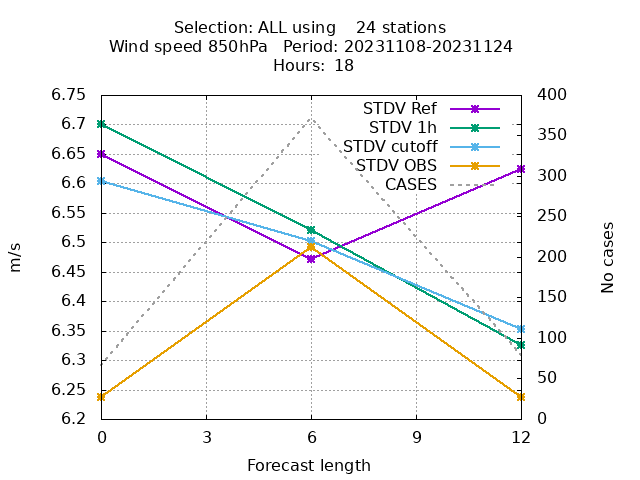 Selection: ALL using    24 stations
Wind speed 850hPa   Period: 20231108-20231124
Hours: 18
6.75
6.7
6.65
6.6
6.55
6.5
6.45
6.4
6.35
6.3
6.25
6.2
m/s
STDV Ref
STDV 1h
STDV cutoff
STDV OBS
CASES
400
350
300
250
200
150
100
50
0
No cases
0 3 6 9 12
Forecast length